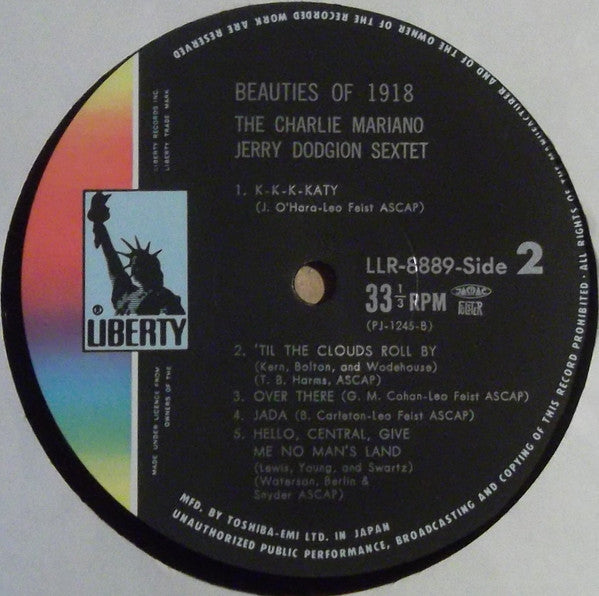 BEAUTIES OF 1918
THE CHARLIE MARIANO
JERRY DODGION SEXTET
1. K-K-K-KATY
(J. O'Hara-Leo Feist ASCAP)
LLR-8889-Side 2
33 1/3 RPM
(PJ-1245-B)
2. 'TIL THE CLOUDS ROLL BY
(Kern, Bolton, and Wodehouse)
(T. B. Harms, ASCAP)
3. OVER THERE (G. M. Cohan-Leo Feist ASCAP)
4. JADA (B. Carleton-Leo Feist ASCAP)
5. HELLO, CENTRAL, GIVE
ME NO MAN'S LAND
(Lewis, Young, and Swartz)
(Waterson, Berlin &
Snyder ASCAP)
LIBERTY RECORDS INC.
LIBERTY TRADE MARK
®
LIBERTY
MADE UNDER LICENCE FROM
OWNERS OF THE
MFD. BY TOSHIBA-EMI LTD. IN JAPAN
ALL RIGHTS OF THE MANUFACTURER AND OF THE OWNER OF THE RECORDED WORK ARE RESERVED
UNAUTHORIZED PUBLIC PERFORMANCE, BROADCASTING AND COPYING OF THIS RECORD PROHIBITED·